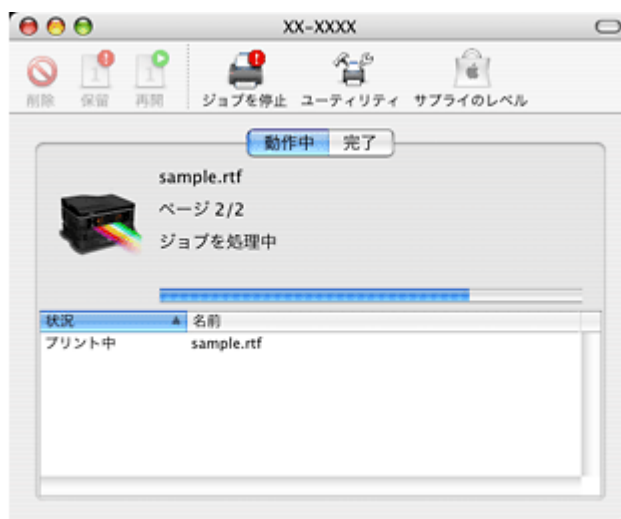 XX-XXXX
削除 保留 再開 ジョブを停止 ユーティリティ サプライのレベル
動作中 完了
sample.rtf
ページ 2/2
ジョブを処理中
状況 名前
プリント中 sample.rtf